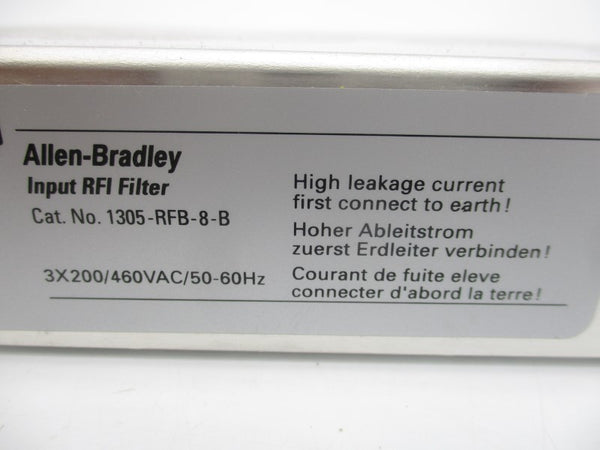 Allen-Bradley
Input RFI Filter
Cat. No. 1305-RFB-8-B
3X200/460VAC/50-60Hz
High leakage current
first connect to earth!
Hoher Ableitstrom
zuerst Erdleiter verbinden!
Courant de fuite eleve
connecter d'abord la terre!